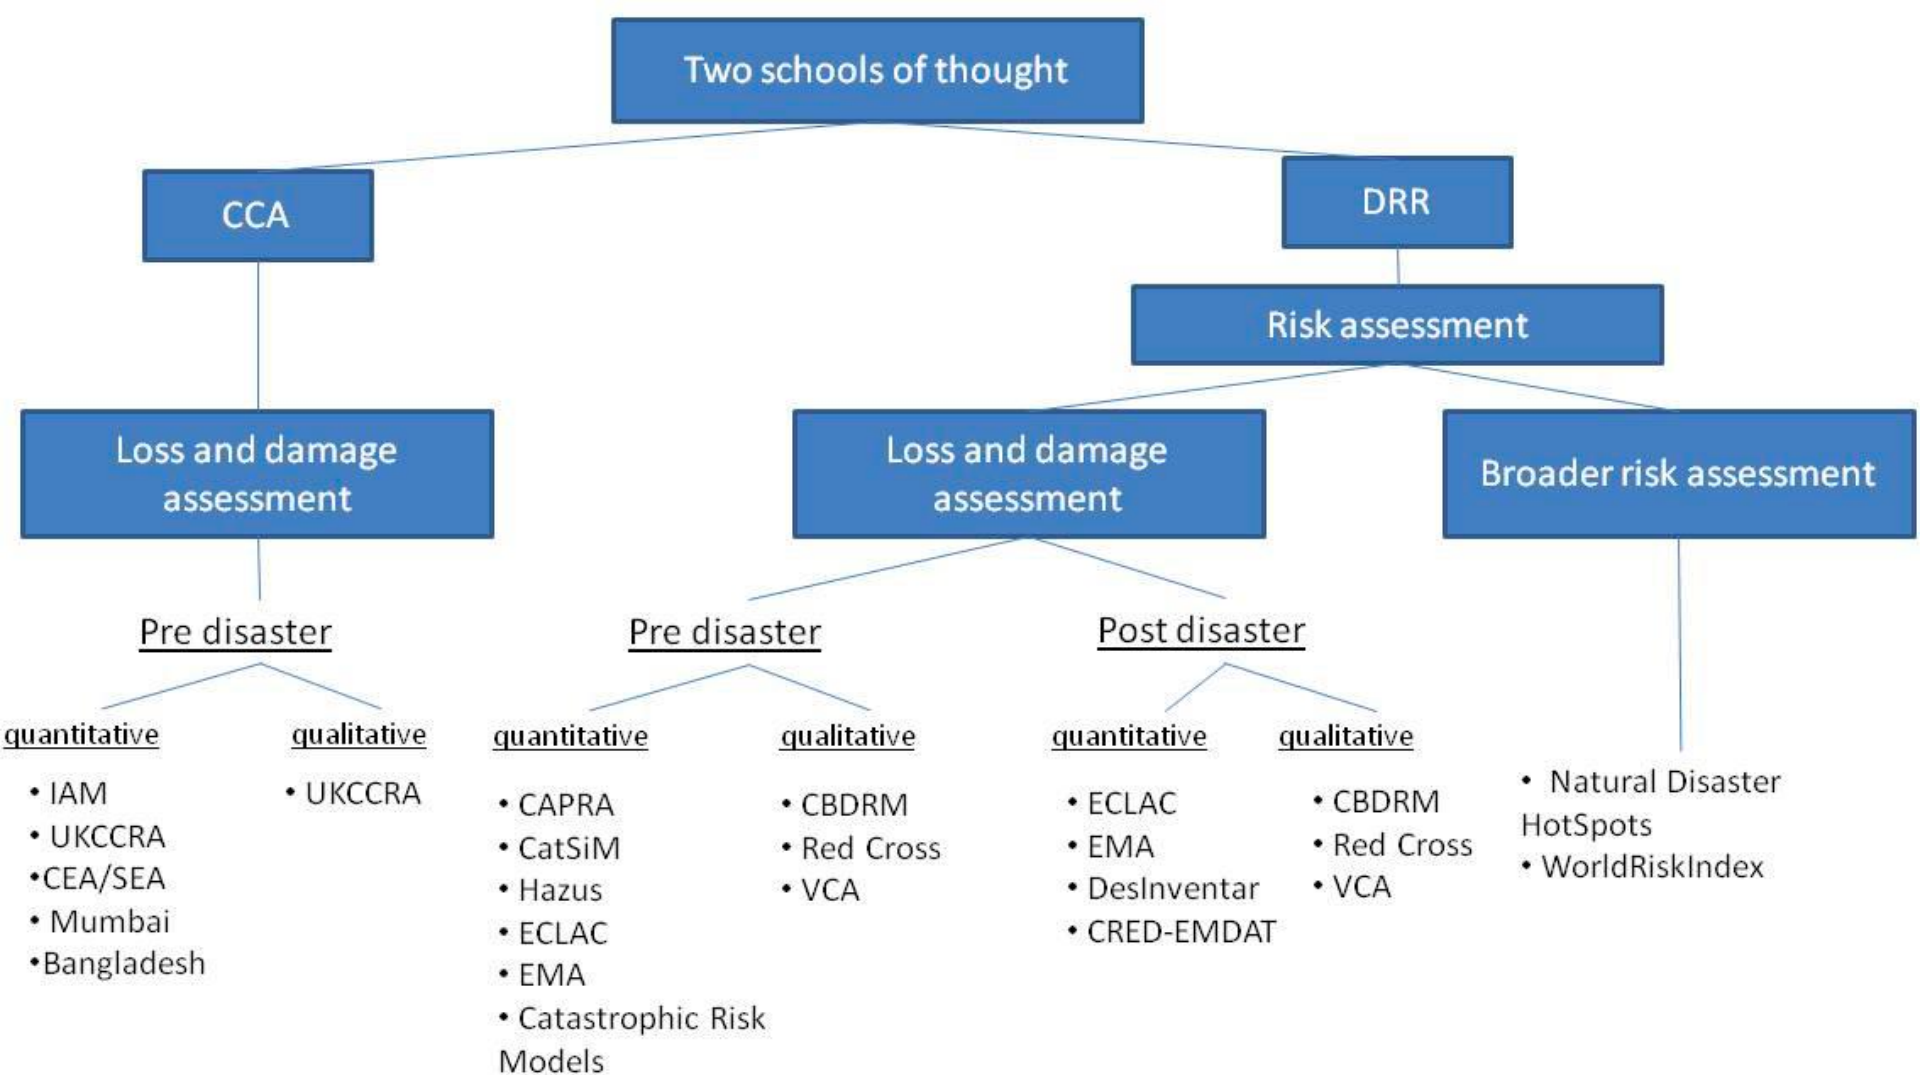 Two schools of thought
CCA
DRR
Risk assessment
Loss and damage
assessment
Loss and damage
assessment
Broader risk assessment
Pre disaster
Pre disaster
Post disaster
quantitative
qualitative
quantitative
qualitative
quantitative
qualitative
• IAM
• UKCCRA
•CEA/SEA
• Mumbai
•Bangladesh
• UKCCRA
• CAPRA
• CatSiM
• Hazus
• ECLAC
• EMA
• Catastrophic Risk
Models
• CBDRM
• Red Cross
• VCA
• ECLAC
• EMA
• DesInventar
• CRED-EMDAT
• CBDRM
• Red Cross
• VCA
• Natural Disaster
HotSpots
• WorldRiskIndex